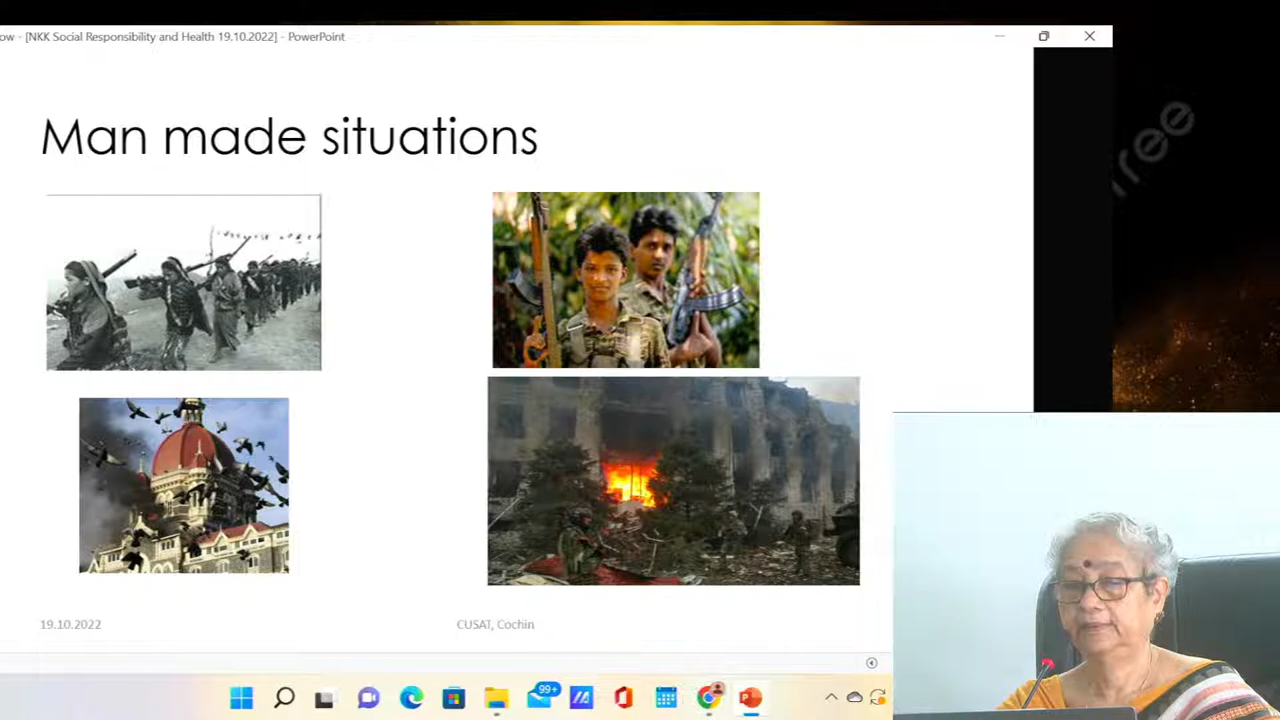 ow - [NKK Social Responsibility and Health 19.10.2022] - PowerPoint
free
Man made situations
19.10.2022
CUSAT, Cochin
99+